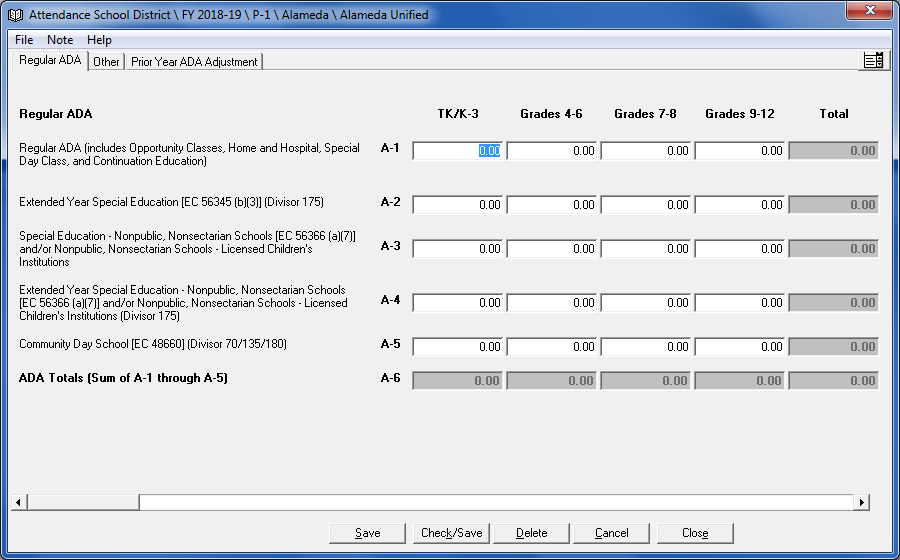 Attendance School District \ FY 2018-19 \ P-1 \ Alameda \ Alameda Unified
File Note Help
Regular ADA Other Prior Year ADA Adjustment
Regular ADA TK/K-3 Grades 4-6 Grades 7-8 Grades 9-12 Total
Regular ADA (includes Opportunity Classes, Home and Hospital, Special
Day Class, and Continuation Education)
A-1 0.00 0.00 0.00 0.00 0.00
Extended Year Special Education [EC 56345 (b)(3)] (Divisor 175) A-2 0.00 0.00 0.00 0.00 0.00
Special Education - Nonpublic, Nonsectarian Schools [EC 56366 (a)(7)]
and/or Nonpublic, Nonsectarian Schools - Licensed Children's
Institutions
A-3 0.00 0.00 0.00 0.00 0.00
Extended Year Special Education - Nonpublic, Nonsectarian Schools
[EC 56366 (a)(7)] and/or Nonpublic, Nonsectarian Schools - Licensed
Children's Institutions (Divisor 175)
A-4 0.00 0.00 0.00 0.00 0.00
Community Day School [EC 48660] (Divisor 70/135/180) A-5 0.00 0.00 0.00 0.00 0.00
ADA Totals (Sum of A-1 through A-5) A-6 0.00 0.00 0.00 0.00 0.00
Save Check/Save Delete Cancel Close